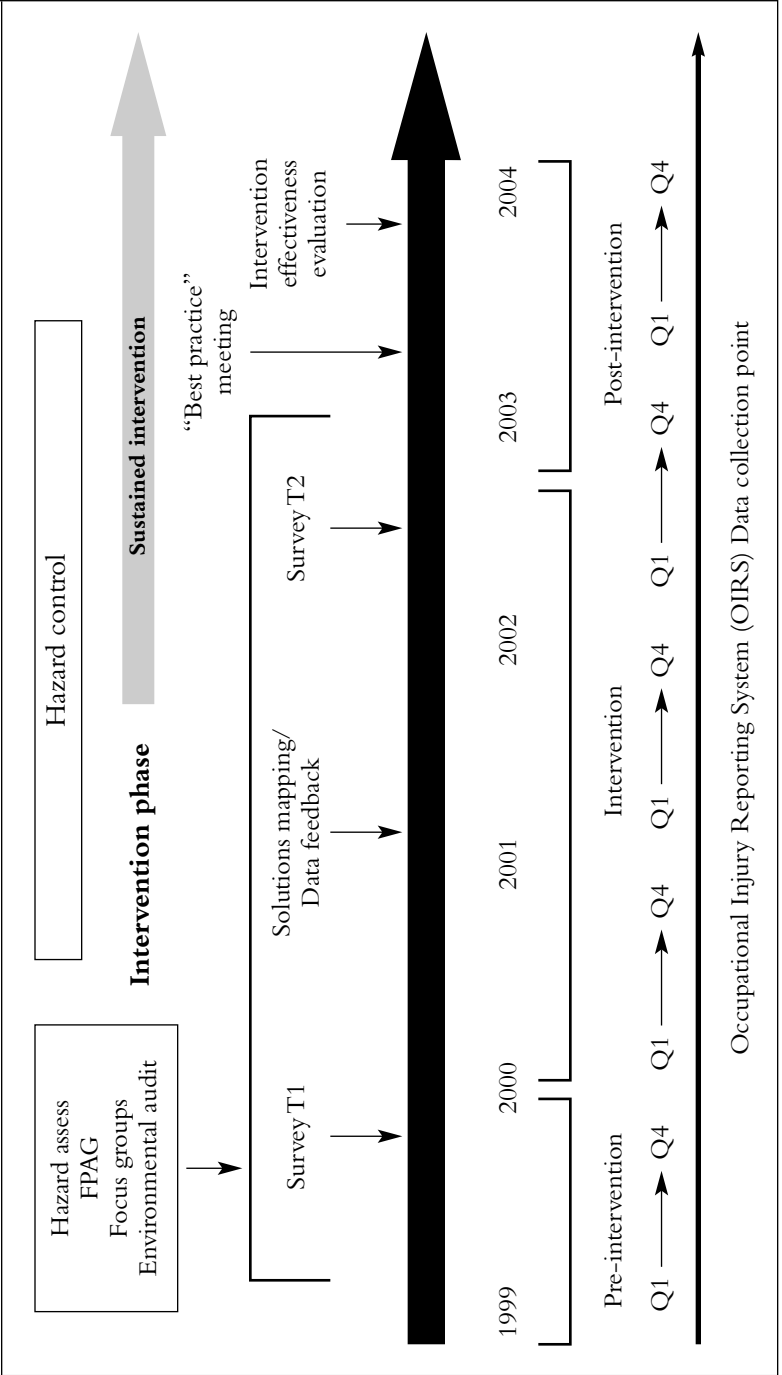 Hazard assess
FPAG
Focus groups
Environmental audit
Hazard control
Intervention phase
Sustained intervention
Survey T1
Solutions mapping/
Data feedback
Survey T2
“Best practice”
meeting
Intervention
effectiveness
evaluation
1999 2000 2001 2002 2003 2004
Pre-intervention Intervention Post-intervention
Q1 Q4 Q1 Q4 Q1 Q4 Q1 Q4 Q1 Q4
Occupational Injury Reporting System (OIRS) Data collection point